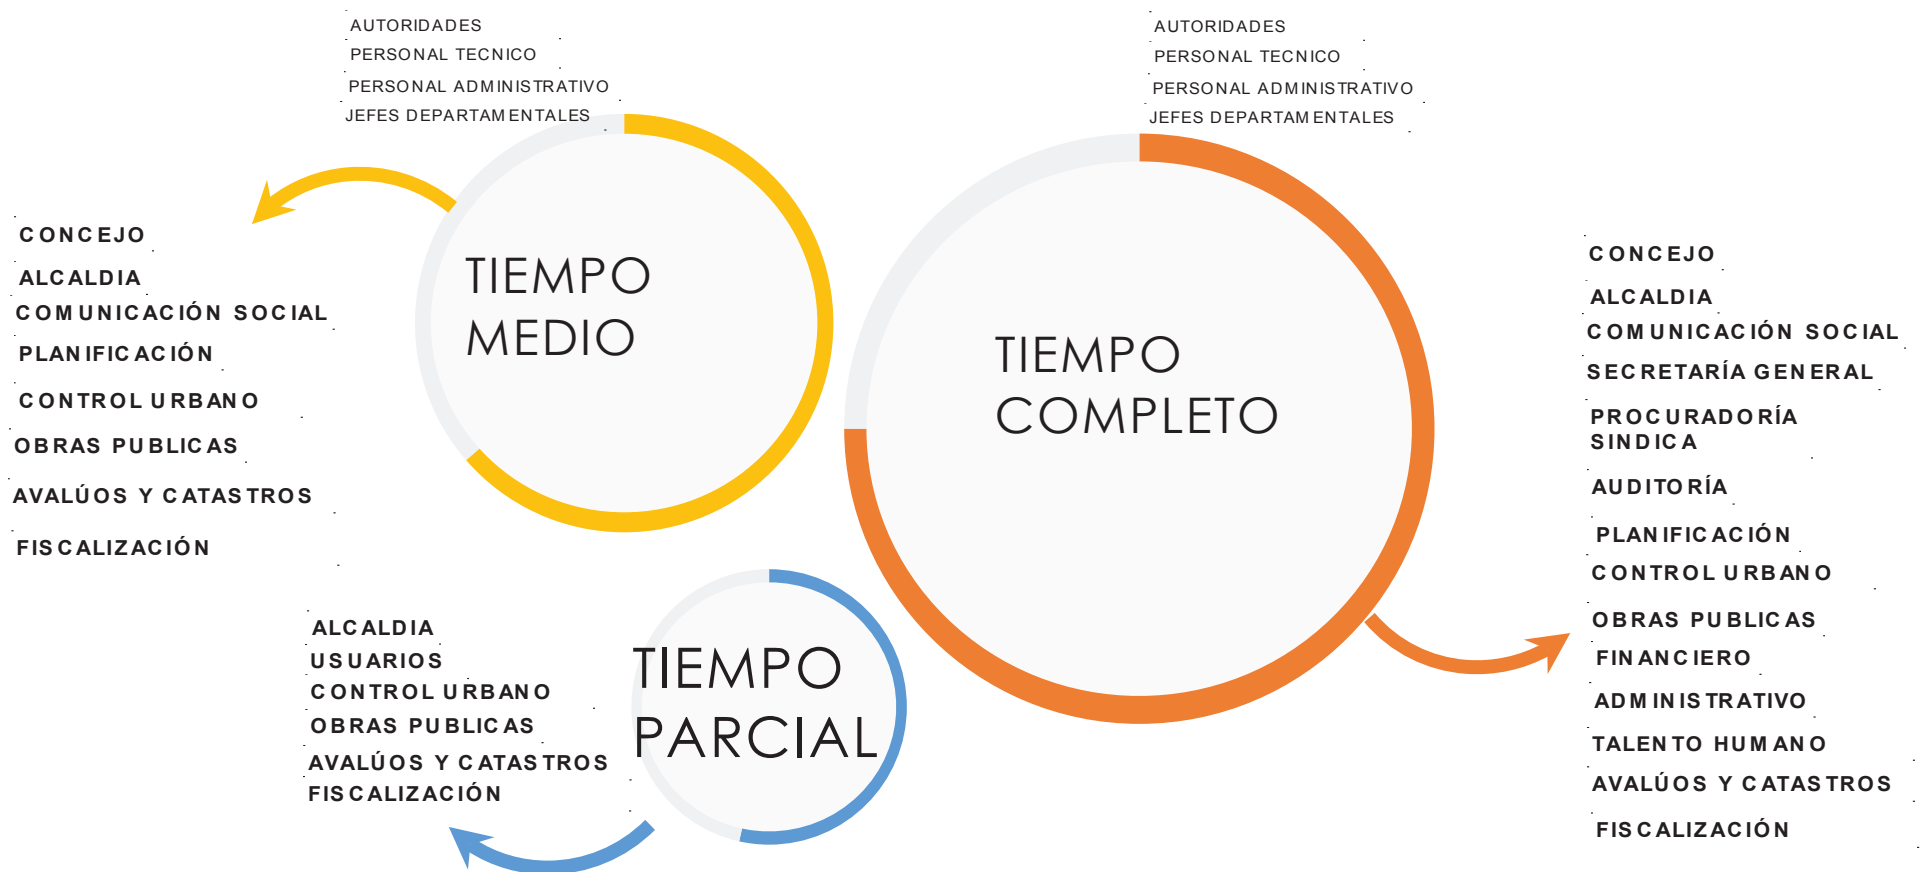 AUTORIDADES
PERSONAL TECNICO
PERSONAL ADMINISTRATIVO
JEFES DEPARTAMENTALES
TIEMPO
MEDIO
CONCEJO
ALCALDIA
COMUNICACIÓN SOCIAL
PLANIFICACIÓN
CONTROL URBANO
OBRAS PUBLICAS
AVALÚOS Y CATASTROS
FISCALIZACIÓN
ALCALDIA
USUARIOS
CONTROL URBANO
OBRAS PUBLICAS
AVALÚOS Y CATASTROS
FISCALIZACIÓN
TIEMPO
PARCIAL
AUTORIDADES
PERSONAL TECNICO
PERSONAL ADMINISTRATIVO
JEFES DEPARTAMENTALES
TIEMPO
COMPLETO
CONCEJO
ALCALDIA
COMUNICACIÓN SOCIAL
SECRETARÍA GENERAL
PROCURADORÍA
SINDICA
AUDITORÍA
PLANIFICACIÓN
CONTROL URBANO
OBRAS PUBLICAS
FINANCIERO
ADMINISTRATIVO
TALENTO HUMANO
AVALÚOS Y CATASTROS
FISCALIZACIÓN